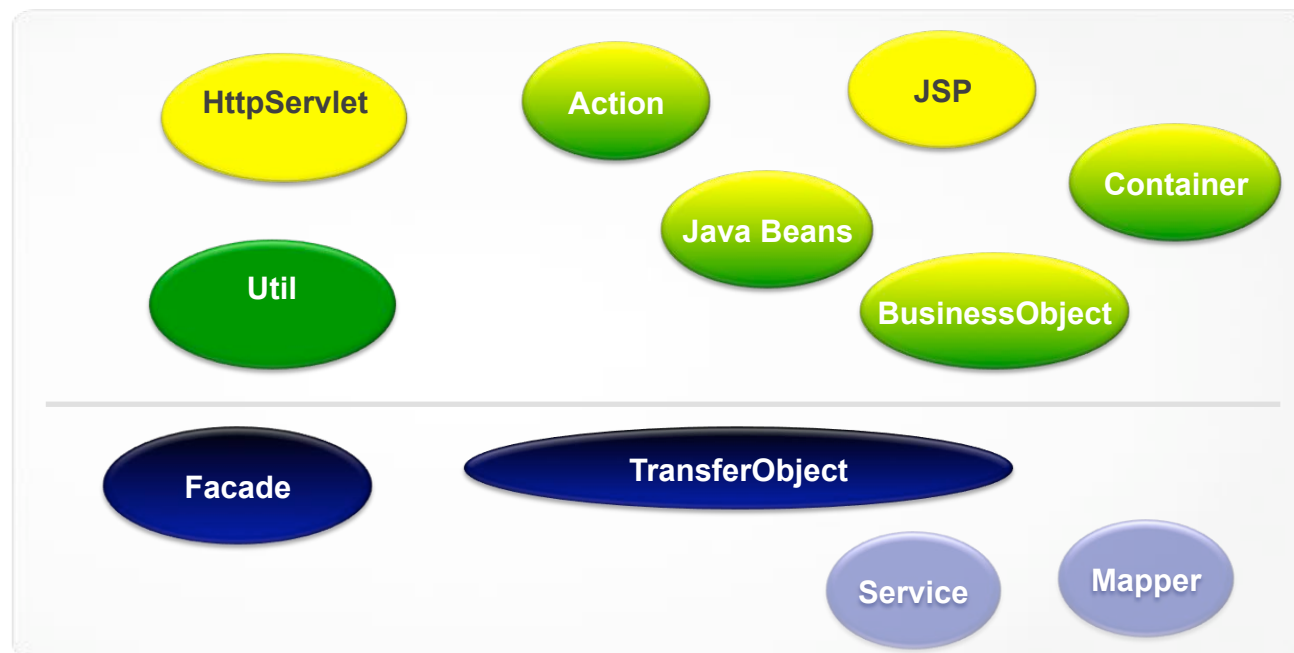 HttpServlet
Action
JSP
Container
Java Beans
Util
BusinessObject
Facade
TransferObject
Service
Mapper